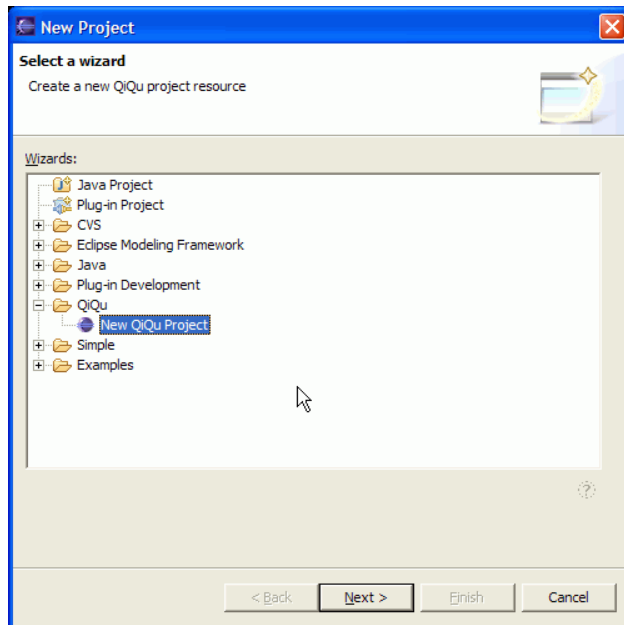 New Project
Select a wizard
Create a new QiQu project resource
Wizards:
Java Project
Plug-in Project
CVS
Eclipse Modeling Framework
Java
Plug-in Development
QiQu
New QiQu Project
Simple
Examples
?
< Back Next > Finish Cancel